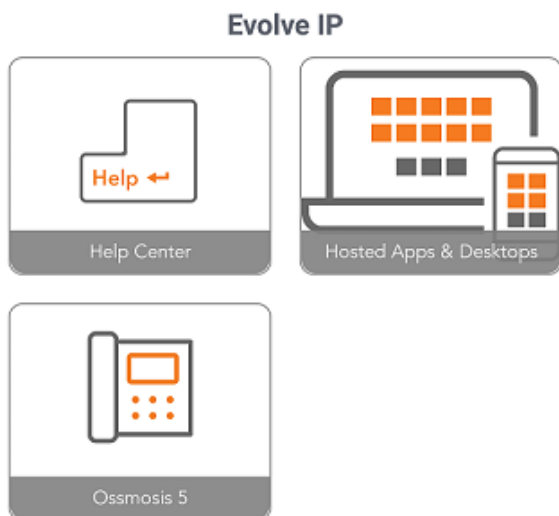 Evolve IP
Help
Help Center
Hosted Apps & Desktops
Ossmosis 5